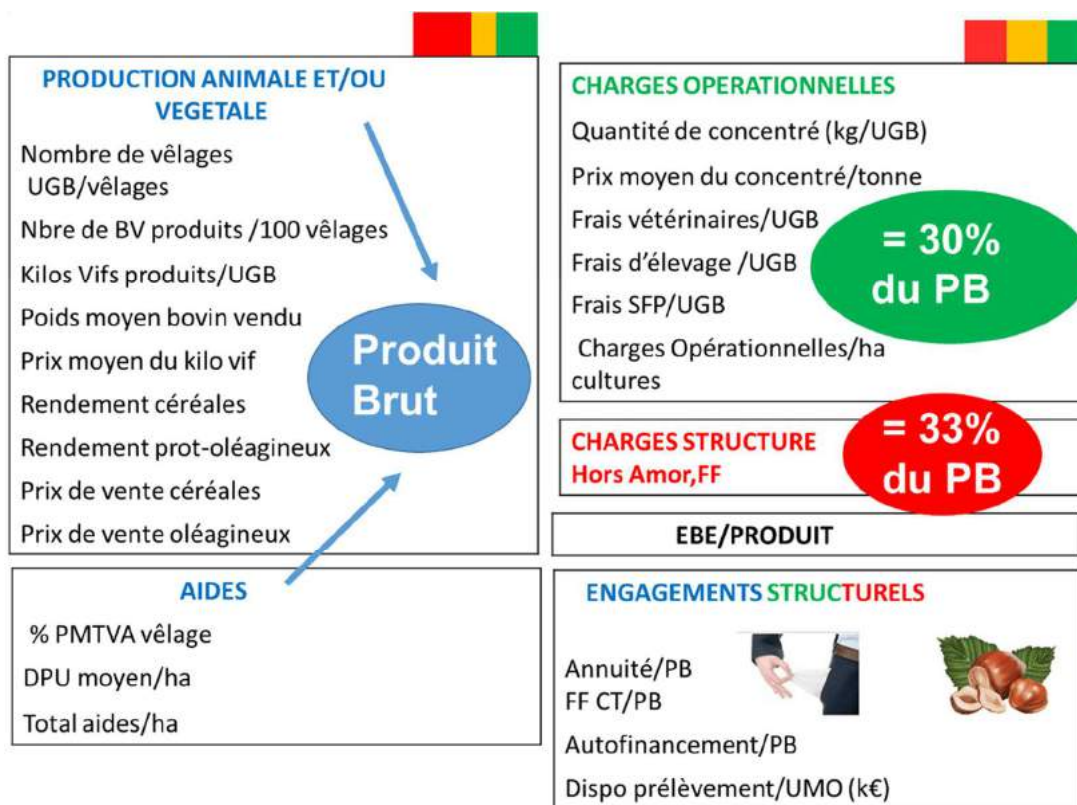 PRODUCTION ANIMALE ET/OU
VEGETALE
Nombre de vêlages
UGB/vêlages
Nbre de BV produits /100 vêlages
Kilos Vifs produits/UGB
Poids moyen bovin vendu
Prix moyen du kilo vif
Rendement céréales
Rendement prot-oléagineux
Prix de vente céréales
Prix de vente oléagineux
Produit
Brut
AIDES
% PMTVA vêlage
DPU moyen/ha
Total aides/ha
CHARGES OPERATIONNELLES
Quantité de concentré (kg/UGB)
Prix moyen du concentré/tonne
Frais vétérinaires/UGB
Frais d'élevage /UGB
Frais SFP/UGB
Charges Opérationnelles/ha
cultures
= 30%
du PB
CHARGES STRUCTURE
Hors Amor,FF
= 33%
du PB
EBE/PRODUIT
ENGAGEMENTS STRUCTURELS
Annuité/PB
FF CT/PB
Autofinancement/PB
Dispo prélèvement/UMO (k€)